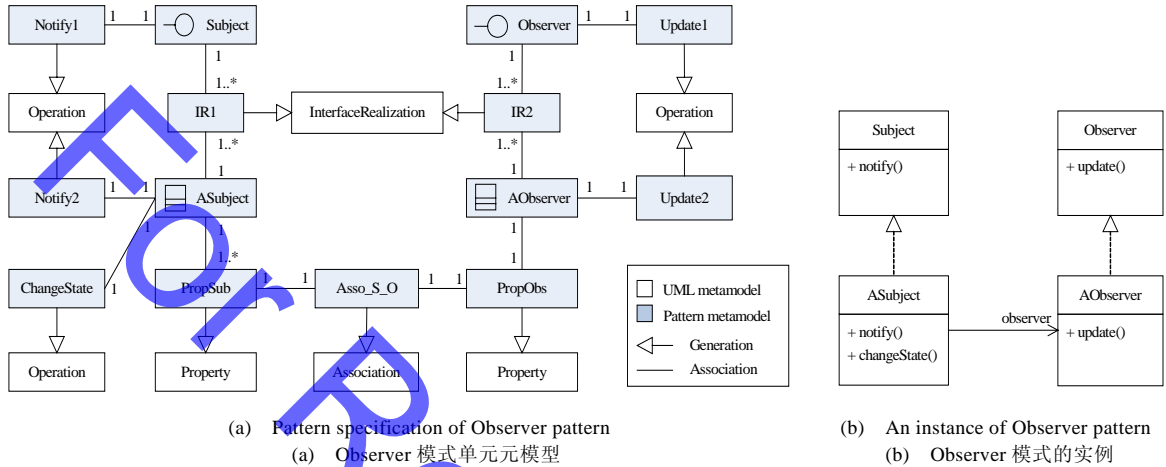 Notify1 1 1 Subject Observer 1 1 Update1
1 1
1..* 1..*
Operation IR1 InterfaceRealization IR2 Operation
1..* 1..*
1 1
Notify2 1 1 ASubject AObserver 1 1 Update2
1 1 1
1..*
ChangeState 1 PropSub 1 1 Asso_S_O 1 1 PropObs
1
Operation Property Association Property
UML metamodel
Pattern metamodel
Generation
Association
Subject
+ notify()
Observer
+ update()
ASubject
+ notify()
+ changeState()
observer
AObserver
+ update()
(a) Pattern specification of Observer pattern
(a) Observer 模式单元元模型
(b) An instance of Observer pattern
(b) Observer 模式的实例
For R